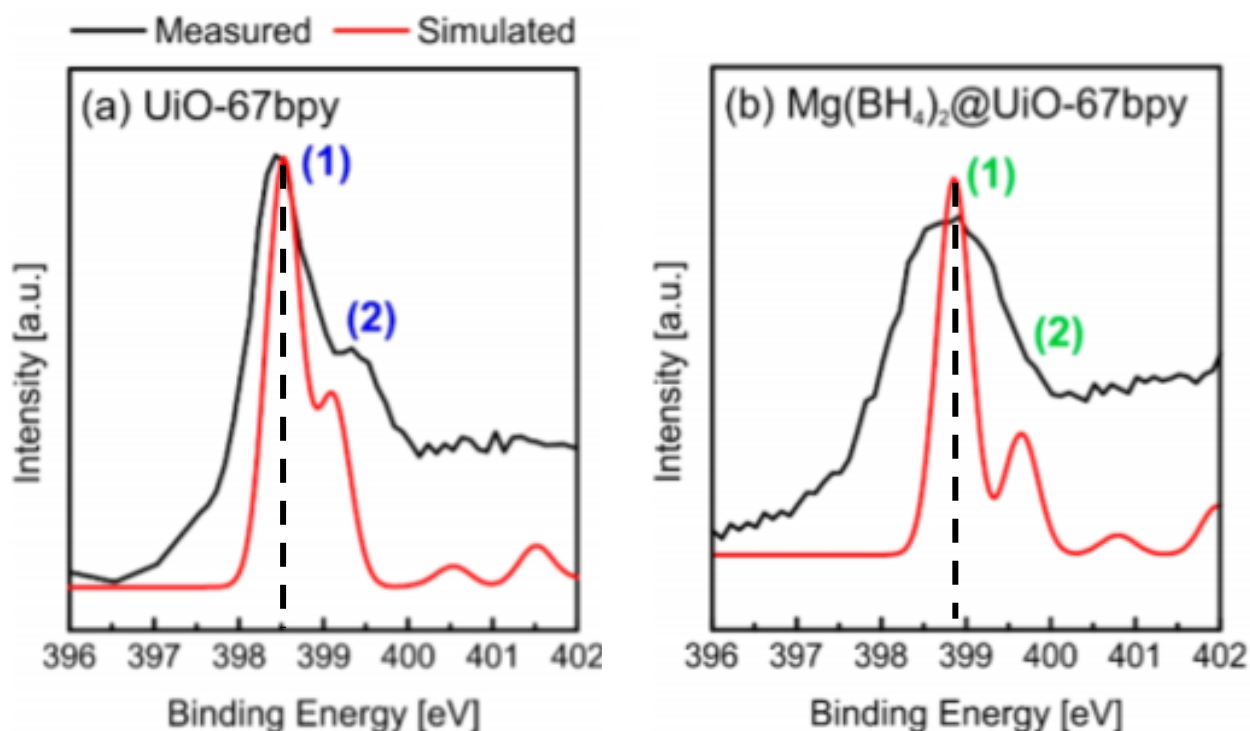 Measured Simulated
(a) UiO-67bpy
(1)
(2)
Intensity [a.u.]
396 397 398 399 400 401 402
Binding Energy [eV]
(b) Mg(BH₄)₂@UiO-67bpy
(1)
(2)
Intensity [a.u.]
396 397 398 399 400 401 402
Binding Energy [eV]